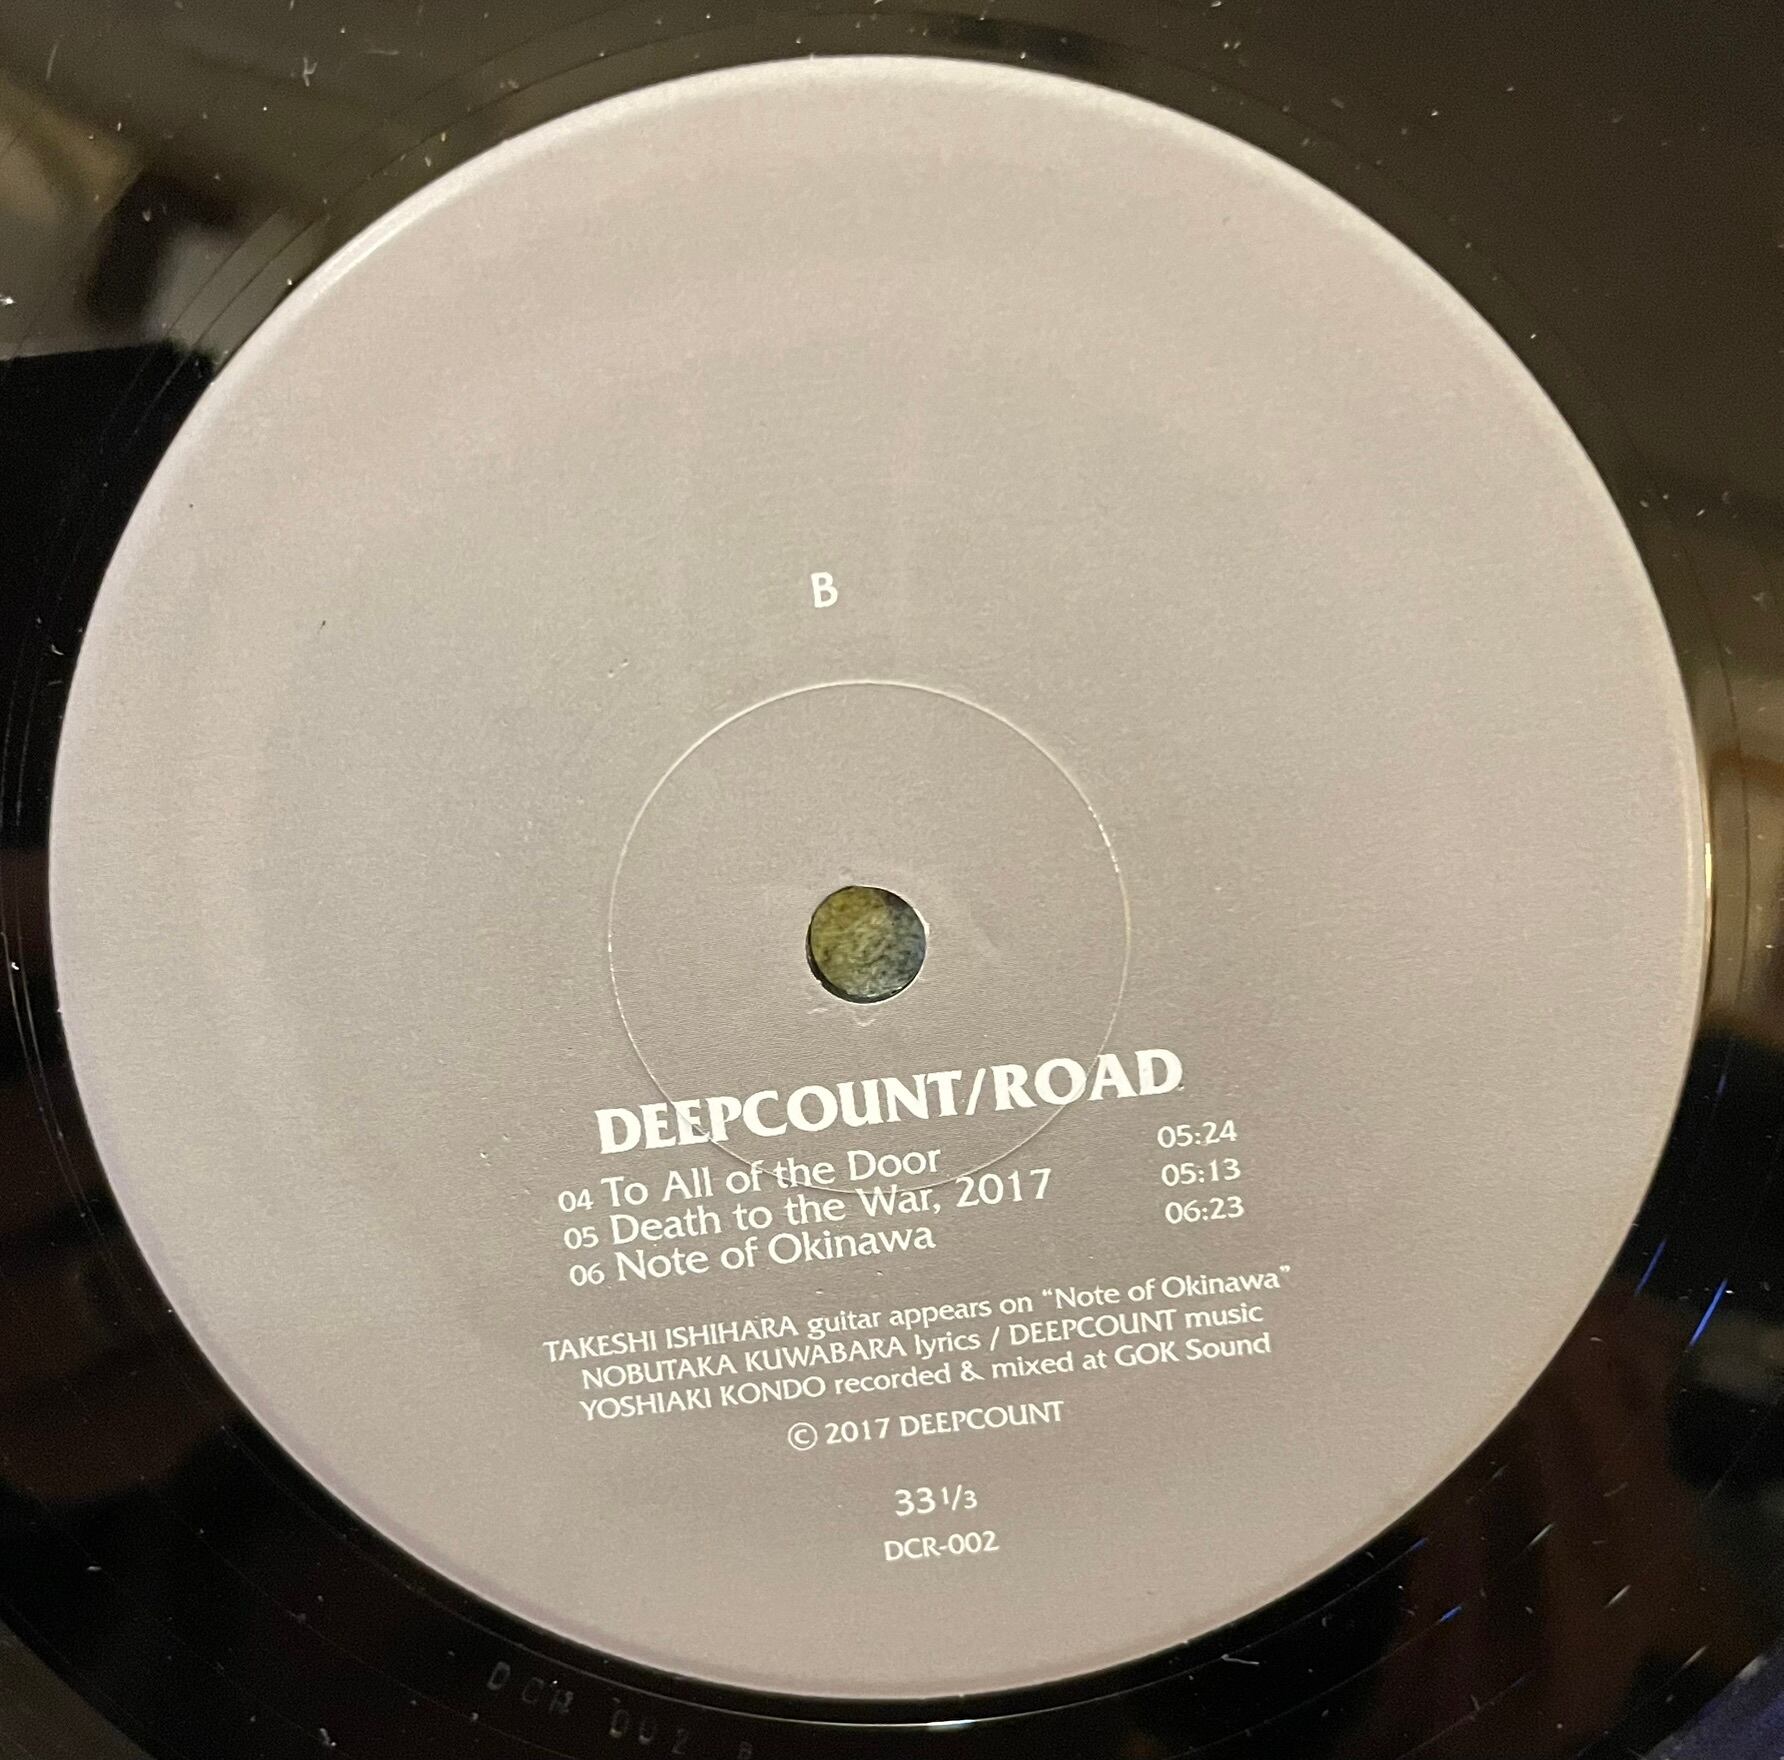 B
DEEPCOUNT/ROAD
04 To All of the Door 05:24
05 Death to the War, 2017 05:13
06 Note of Okinawa 06:23
TAKESHI ISHIHARA guitar appears on “Note of Okinawa”
NOBUTAKA KUWABARA lyrics / DEEPCOUNT music
YOSHIAKI KONDO recorded & mixed at GOK Sound
© 2017 DEEPCOUNT
33 1/3
DCR-002
DCR 002 B